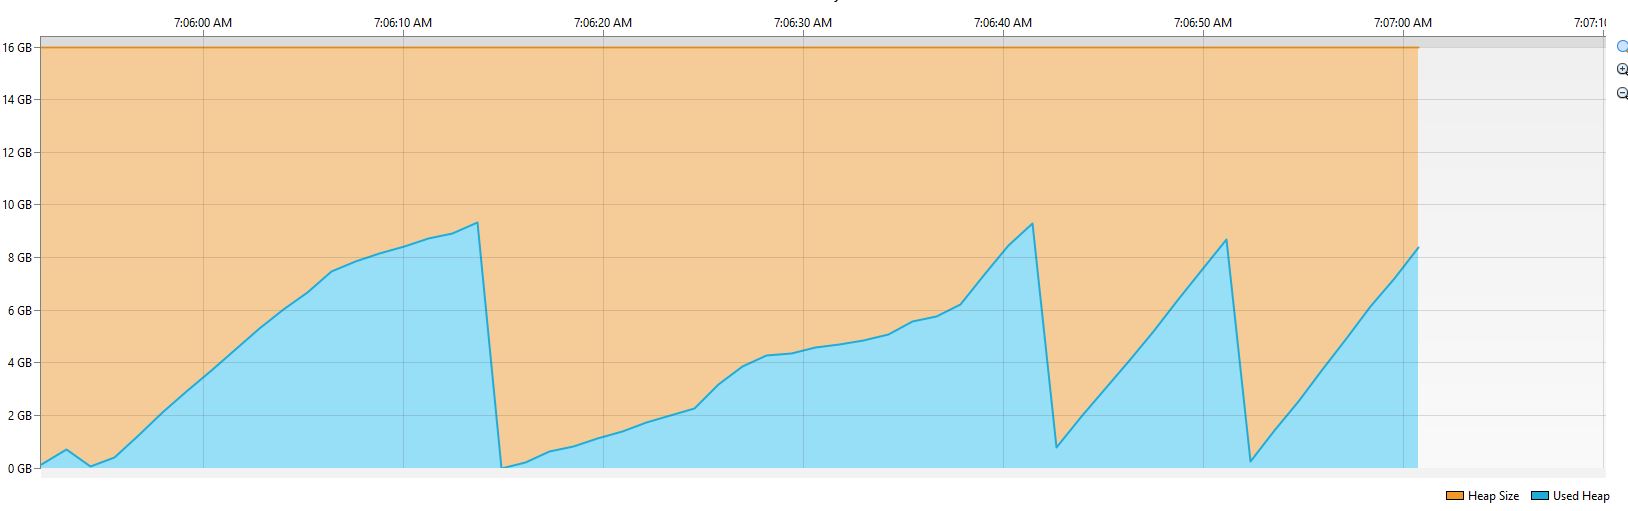 7:06:00 AM 7:06:10 AM 7:06:20 AM 7:06:30 AM 7:06:40 AM 7:06:50 AM 7:07:00 AM 7:07:10
16 GB
14 GB
12 GB
10 GB
8 GB
6 GB
4 GB
2 GB
0 GB
Heap Size Used Heap